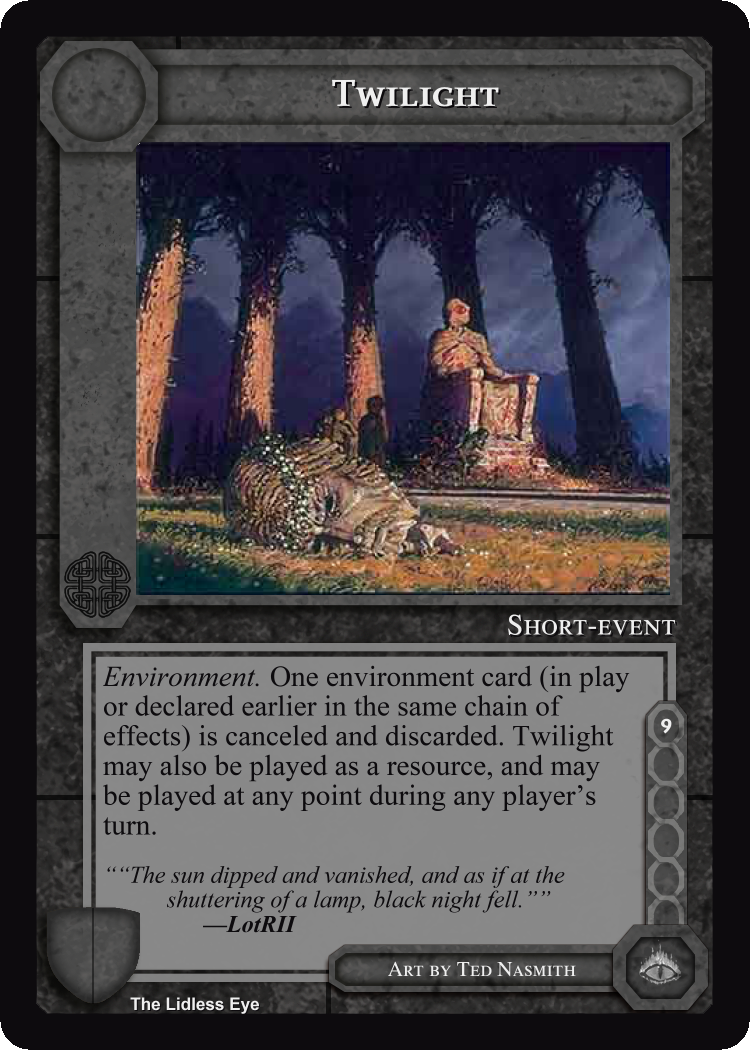 Twilight
Short-event
Environment. One environment card (in play
or declared earlier in the same chain of
effects) is canceled and discarded. Twilight
may also be played as a resource, and may
be played at any point during any player's
turn.
9
““The sun dipped and vanished, and as if at the
shuttering of a lamp, black night fell.””
—LotRII
Art by Ted Nasmith
The Lidless Eye